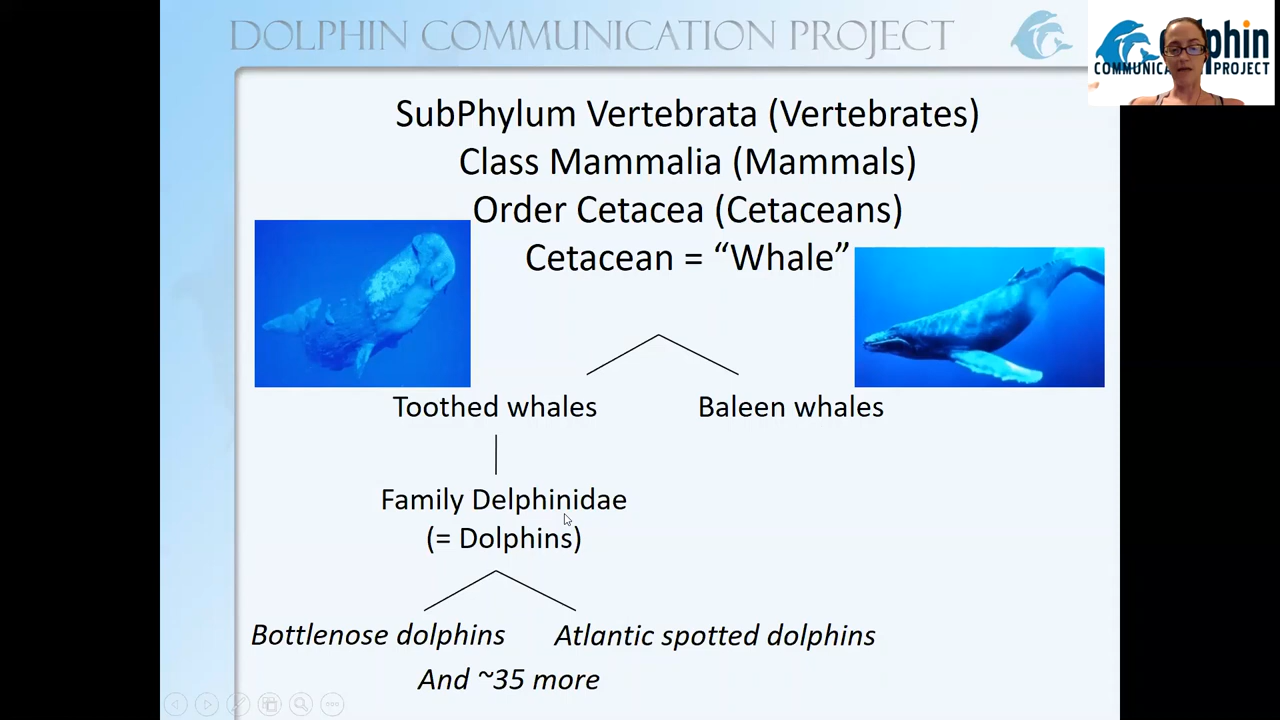 DOLPHIN COMMUNICATION PROJECT
SubPhylum Vertebrata (Vertebrates)
Class Mammalia (Mammals)
Order Cetacea (Cetaceans)
Cetacean = “Whale”
Toothed whales
Baleen whales
Family Delphinidae
(= Dolphins)
Bottlenose dolphins
Atlantic spotted dolphins
And ~35 more